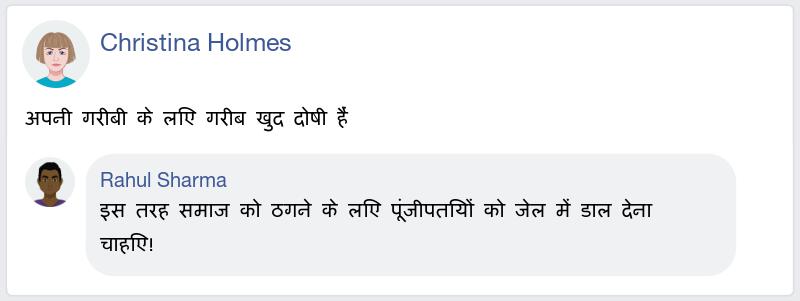 Christina Holmes
अपनी गरीबी के लिए गरीब खुद दोषी हैं
Rahul Sharma
इस तरह समाज को ठगने के लिए पूंजीपतियों को जेल में डाल देना
चाहिए!